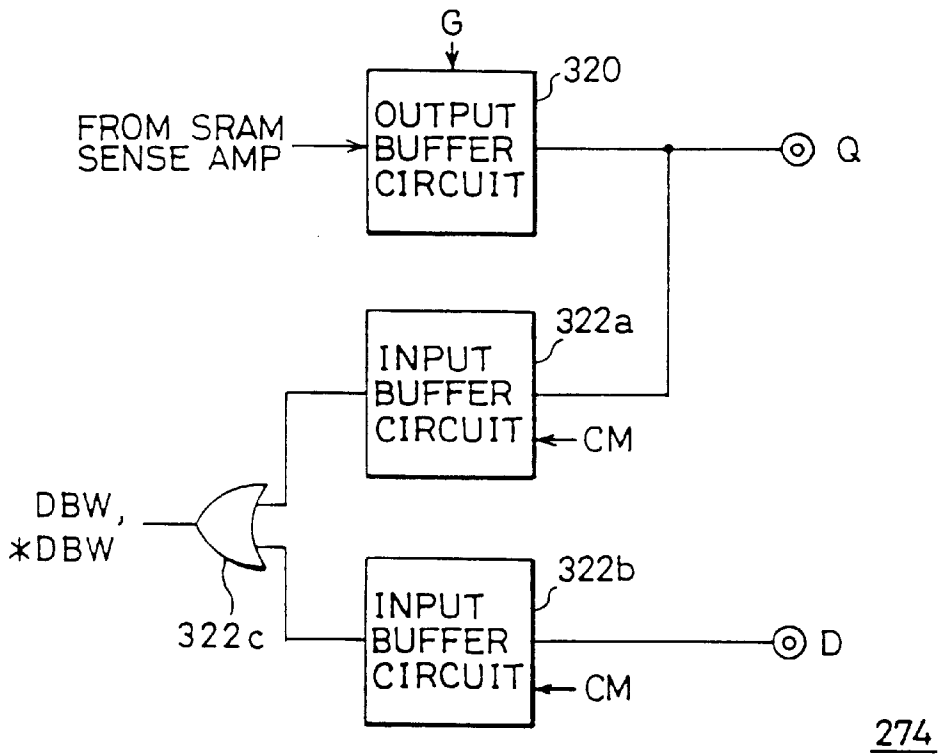 G
320
FROM SRAM
SENSE AMP
OUTPUT
BUFFER
CIRCUIT
Q
322a
INPUT
BUFFER
CIRCUIT
CM
DBW,
*DBW
322c
322b
INPUT
BUFFER
CIRCUIT
D
CM
274